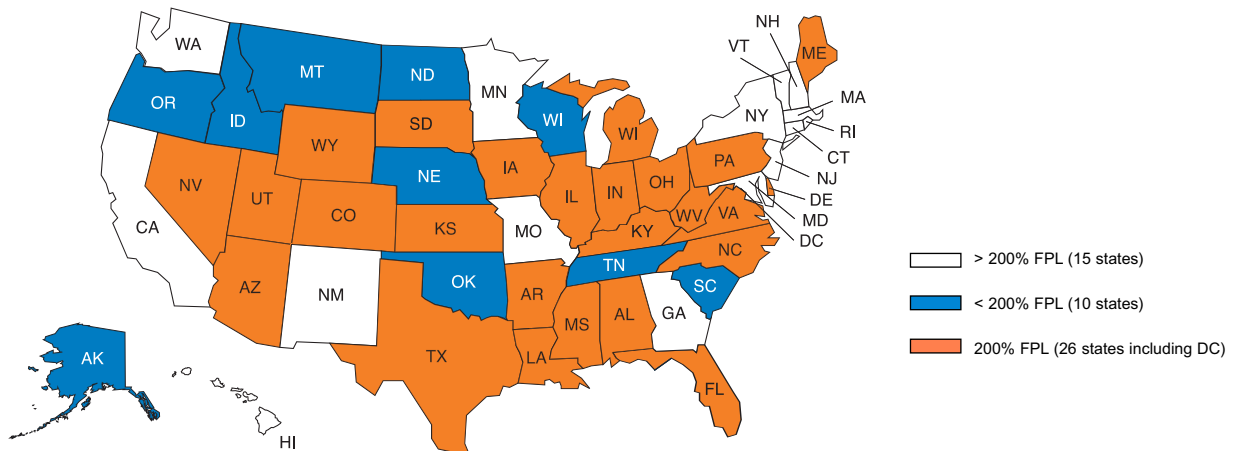 WA
MT
ND
MN
VT
NH
ME
OR
ID
WY
SD
WI
WI
NY
MA
RI
CT
NJ
DE
MD
DC
NV
UT
CO
NE
IA
IL
IN
OH
PA
CA
KS
MO
KY
WV
VA
AZ
NM
OK
AR
TN
NC
SC
TX
LA
MS
AL
GA
FL
AK
HI
> 200% FPL (15 states)
< 200% FPL (10 states)
200% FPL (26 states including DC)